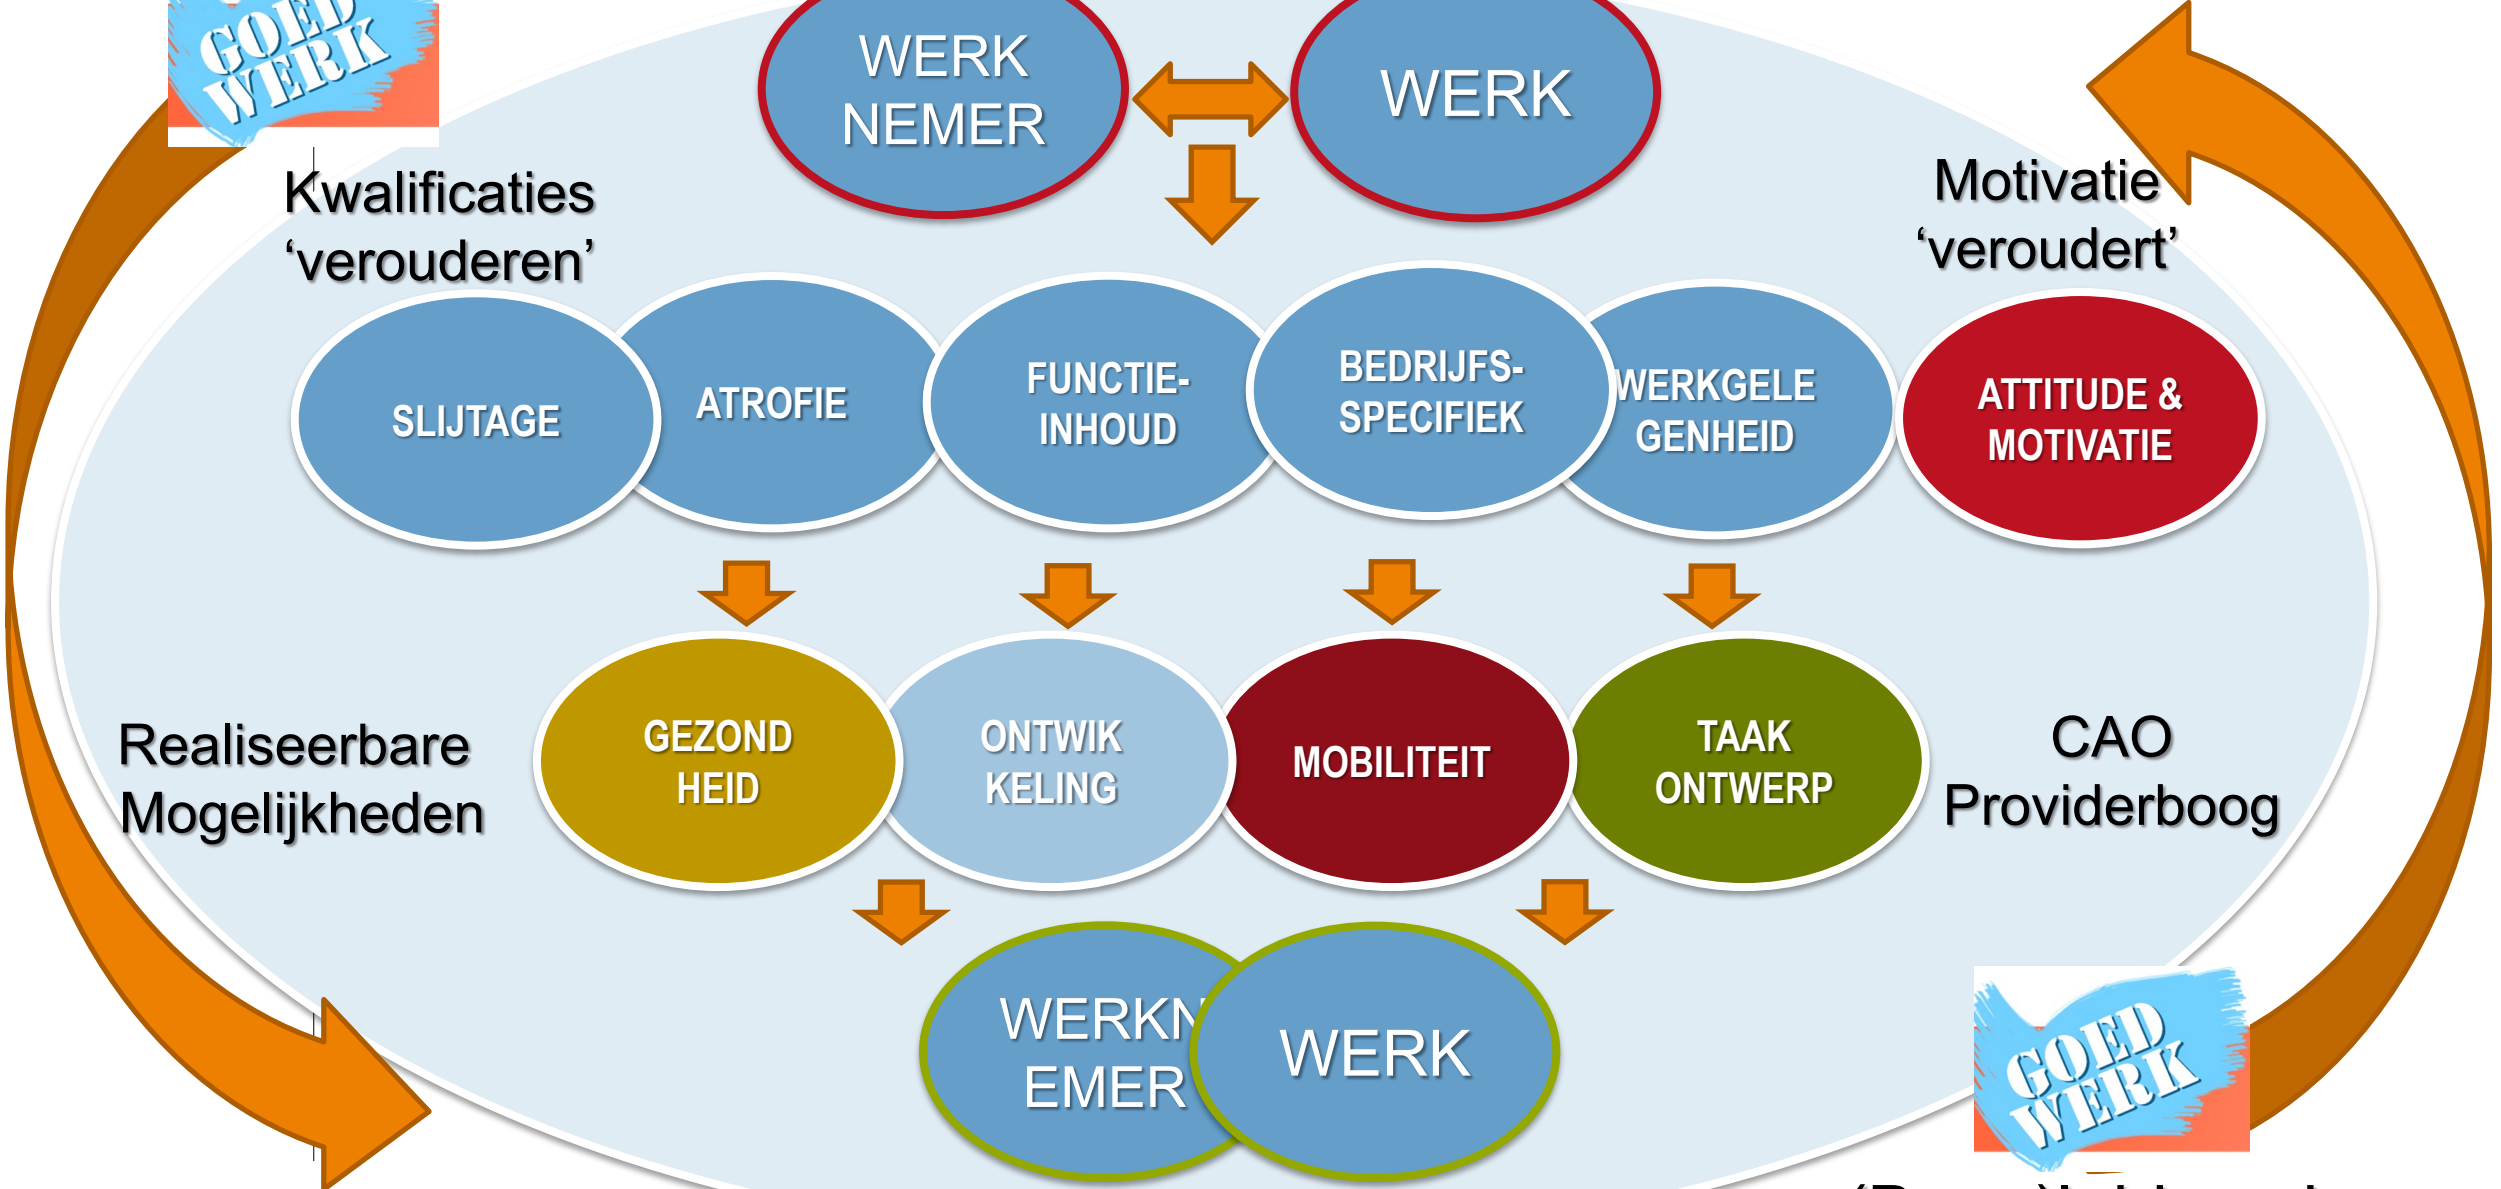 GOED
WERK
WERK
NEMER
WERK
Kwalificaties
‘verouderen’
Motivatie
‘veroudert’
SLIJTAGE
ATROFIE
FUNCTIE-
INHOUD
BEDRIJFS-
SPECIFIEK
WERKGELE
GENHEID
ATTITUDE &
MOTIVATIE
Realiseerbare
Mogelijkheden
GEZOND
HEID
ONTWIK
KELING
MOBILITEIT
TAAK
ONTWERP
CAO
Providerboog
WERKN
EMER
WERK
GOED
WERK